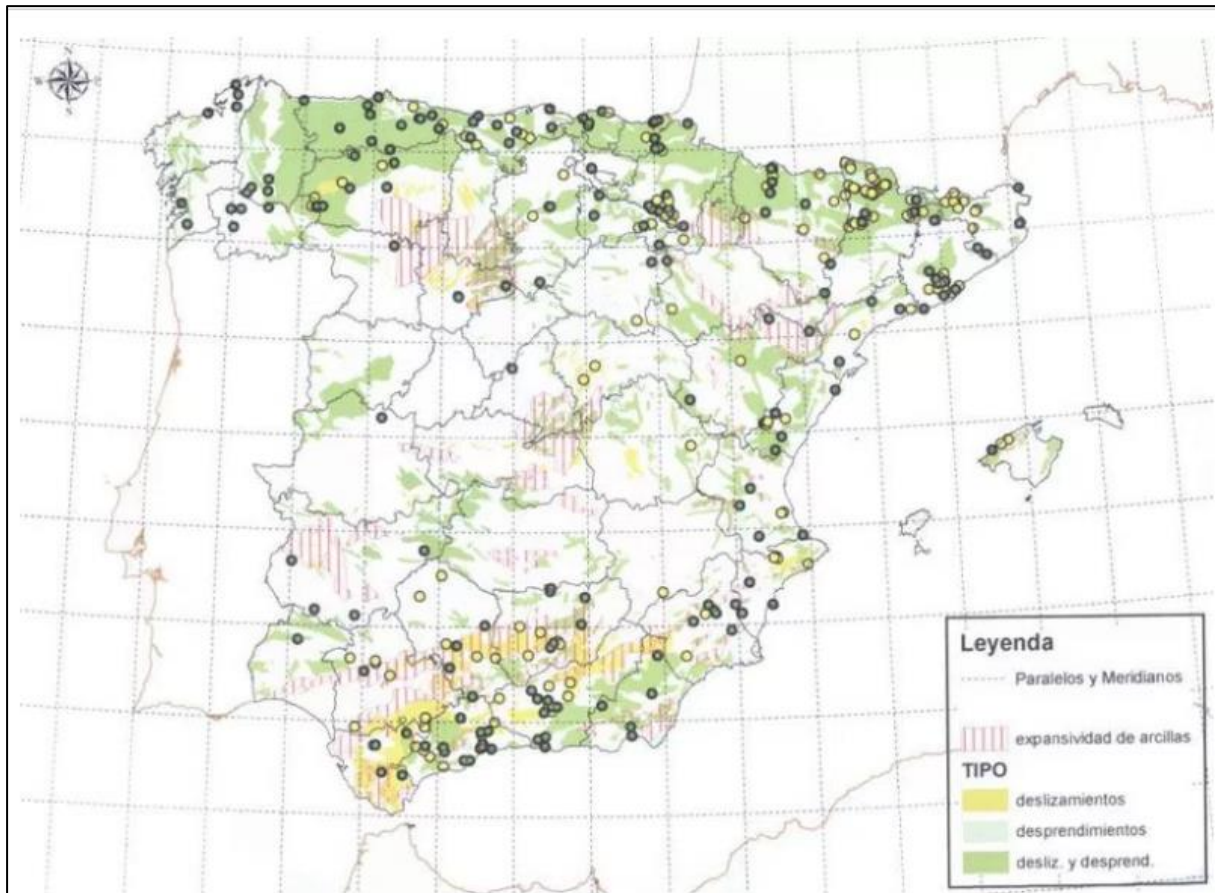 N
Leyenda
Paralelos y Meridianos
expansividad de arcillas
TIPO
deslizamientos
desprendimientos
desliz. y desprend.